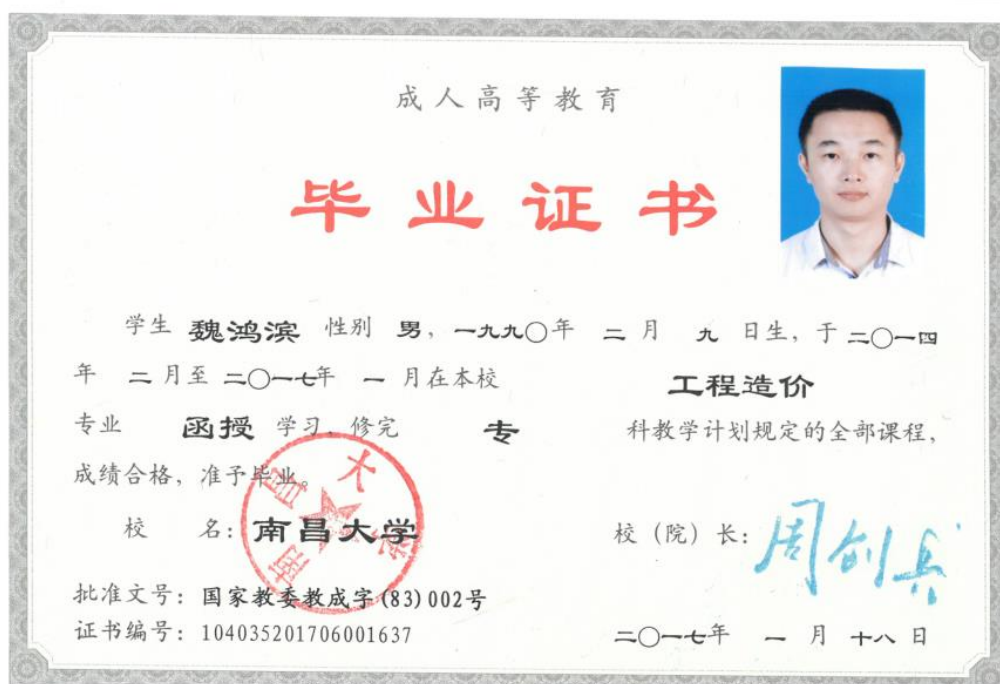 成人高等教育
毕业证书
学生 魏鸿滨 性别 男，一九九〇年 二 月 九 日生，于 二〇一四
年 二 月至 二〇一七年 一 月在本校 工程造价
专业 函授 学习，修完 专 科教学计划规定的全部课程，
成绩合格，准予毕业。
校 名：南昌大学 校（院）长：周创兵
南昌大学
批准文号：国家教委教成字(83)002号
证书编号：104035201706001637
二〇一七年 一 月 十八 日